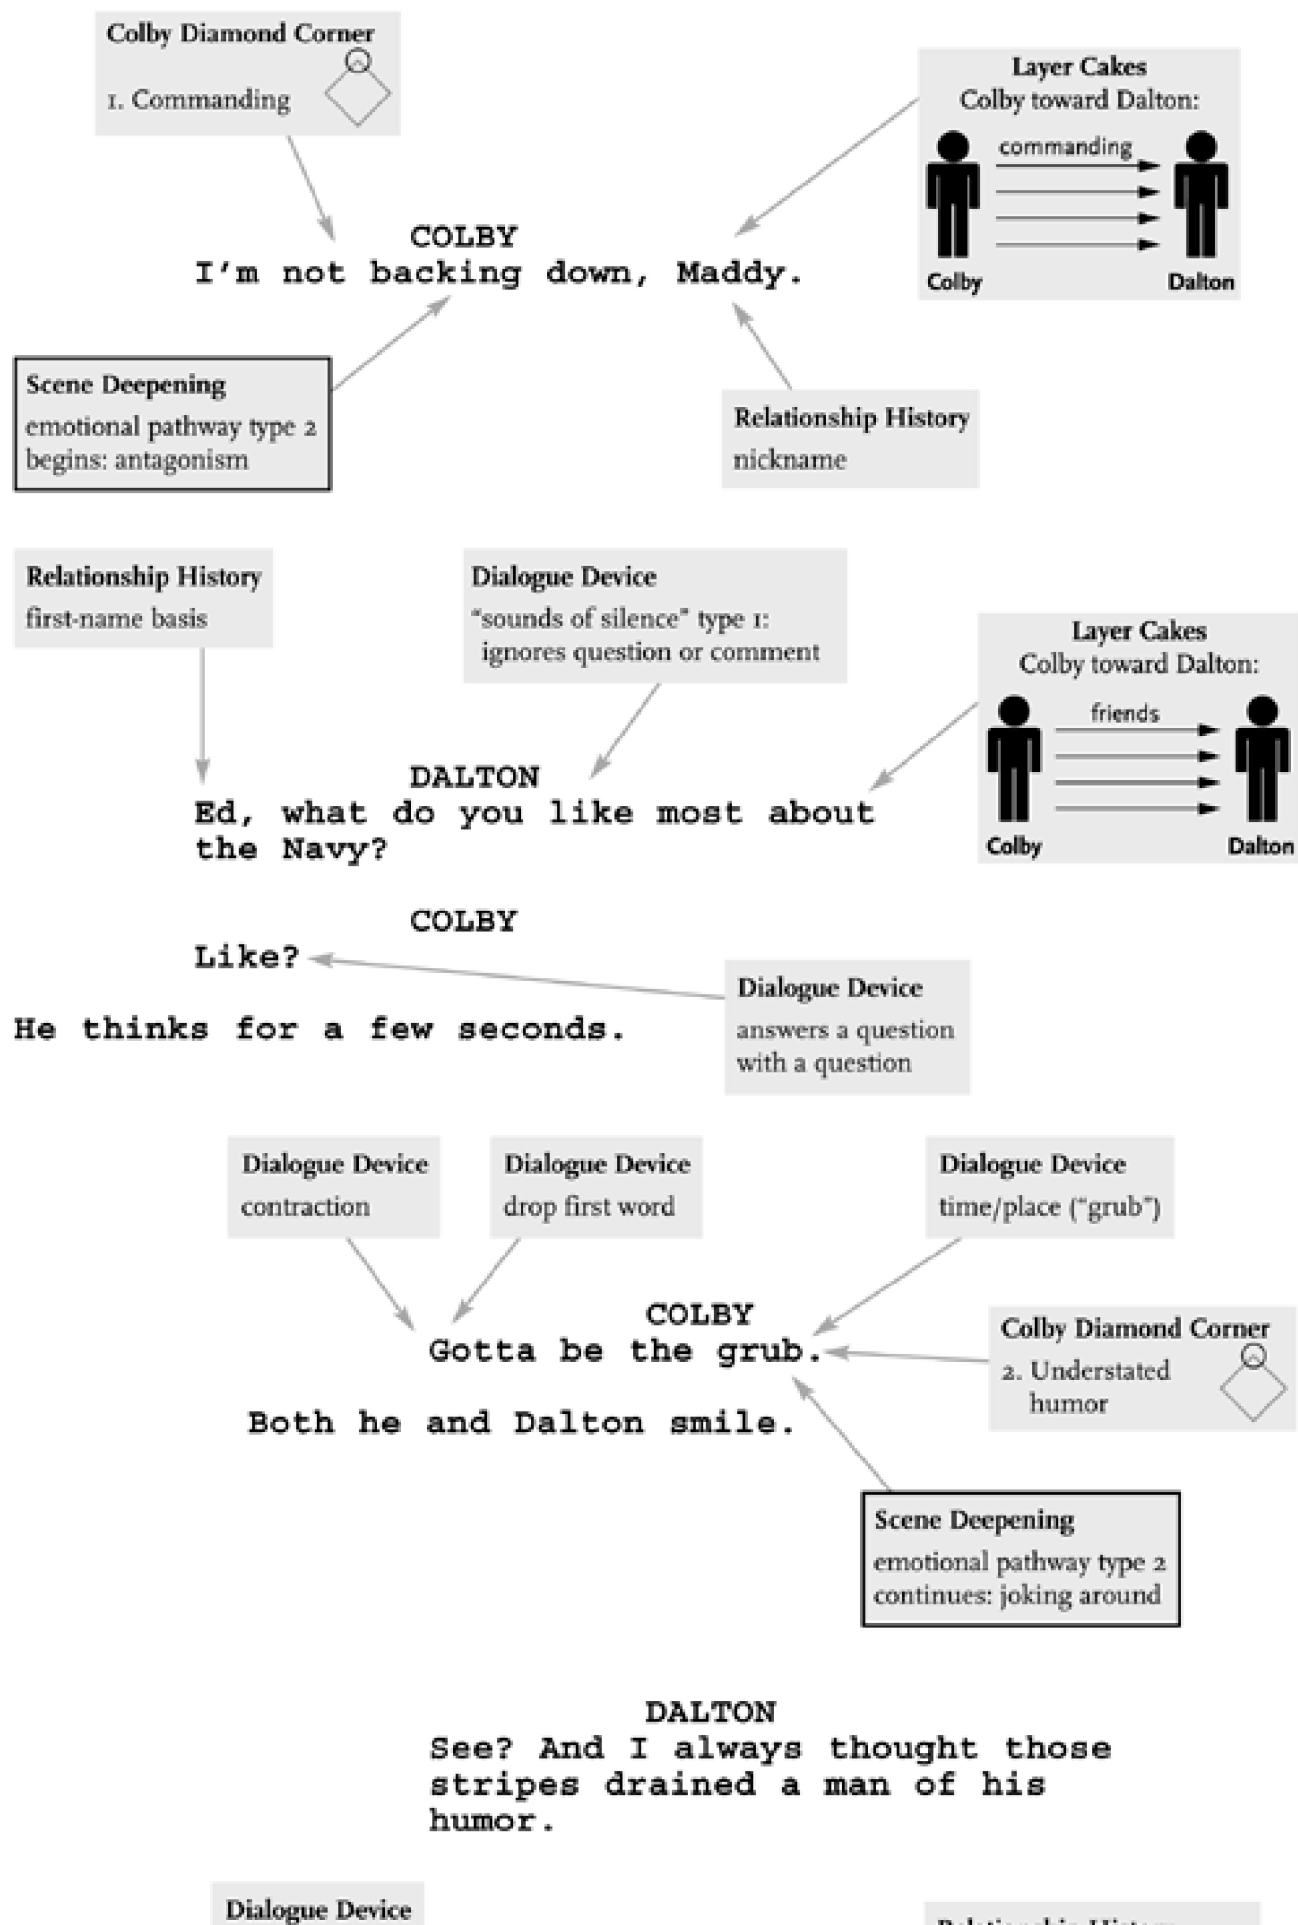 Colby Diamond Corner
1. Commanding
Layer Cakes
Colby toward Dalton:
commanding
Colby
Dalton
COLBY
I'm not backing down, Maddy.
Scene Deepening
emotional pathway type 2
begins: antagonism
Relationship History
nickname
Relationship History
first-name basis
Dialogue Device
"sounds of silence" type 1:
ignores question or comment
Layer Cakes
Colby toward Dalton:
friends
Colby
Dalton
DALTON
Ed, what do you like most about
the Navy?
COLBY
Like?
Dialogue Device
answers a question
with a question
He thinks for a few seconds.
Dialogue Device
contraction
Dialogue Device
drop first word
Dialogue Device
time/place ("grub")
COLBY
Gotta be the grub.
Colby Diamond Corner
2. Understated
humor
Both he and Dalton smile.
Scene Deepening
emotional pathway type 2
continues: joking around
DALTON
See? And I always thought those
stripes drained a man of his
humor.
Dialogue Device
Relationship History